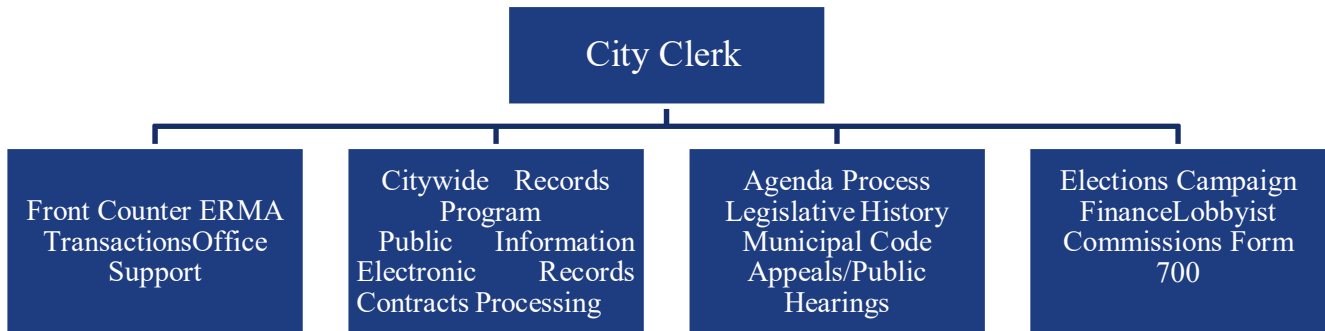 City Clerk
Front Counter ERMA
TransactionsOffice
Support
Citywide Records
Program
Public Information
Electronic Records
Contracts Processing
Agenda Process
Legislative History
Municipal Code
Appeals/Public
Hearings
Elections Campaign
FinanceLobbyist
Commissions Form
700